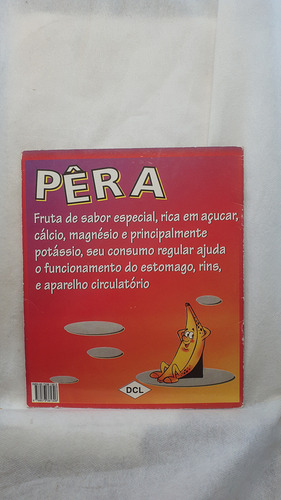 PÊRA
Fruta de sabor especial, rica em açucar,
cálcio, magnésio e principalmente
potássio, seu consumo regular ajuda
o funcionamento do estomago, rins,
e aparelho circulatório
DCL